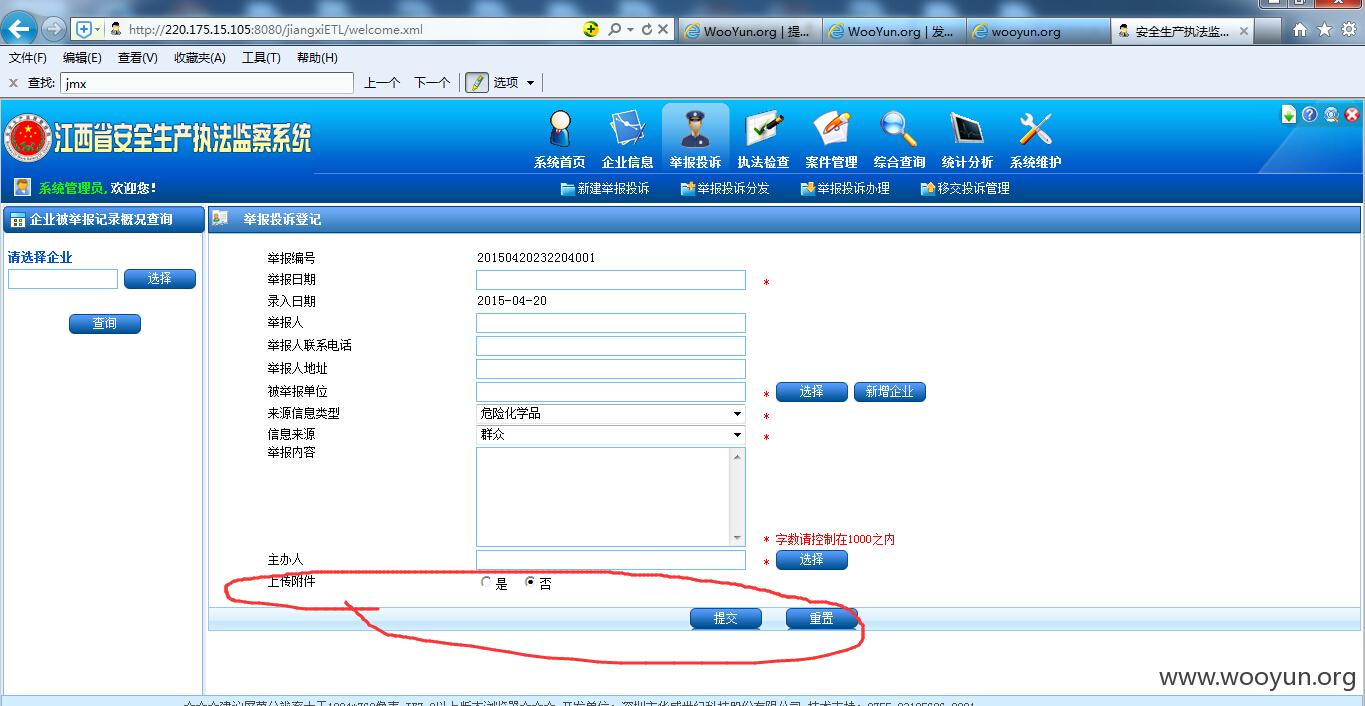 http://220.175.15.105:8080/jiangxiETL/welcome.xml
WooYun.org | 提...
WooYun.org | 发...
wooyun.org
安全生产执法监察... ×
文件(F) 编辑(E) 查看(V) 收藏夹(A) 工具(T) 帮助(H)
x 查找: jmx 上一个 下一个 选项
江西省安全生产执法监察系统
系统首页 企业信息 举报投诉 执法检查 案件管理 综合查询 统计分析 系统维护
系统管理员, 欢迎您!
新建举报投诉 举报投诉分发 举报投诉办理 移交投诉管理
企业被举报记录概况查询
请选择企业
选择
查询
举报投诉登记
举报编号 20150420232204001
举报日期 *
录入日期 2015-04-20
举报人
举报人联系电话
举报人地址
被举报单位 * 选择 新增企业
来源信息类型 危险化学品 *
信息来源 群众 *
举报内容
* 字数请控制在1000之内
主办人 * 选择
上传附件 是 否
提交 重置
www.wooyun.org